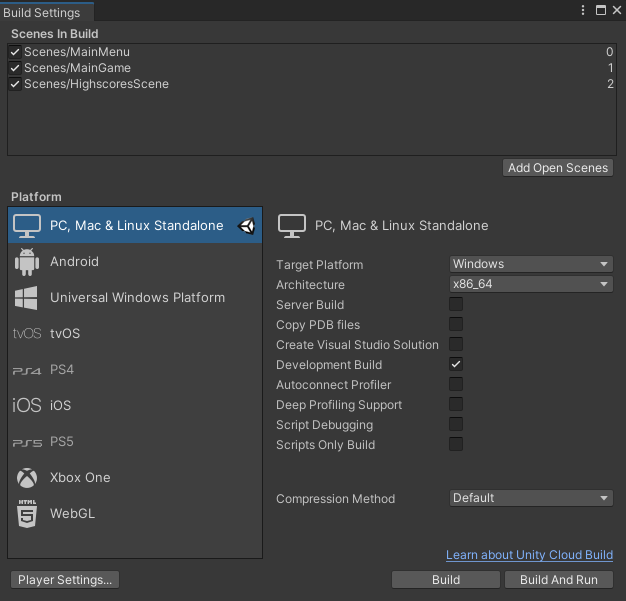 Build Settings
Scenes In Build
Scenes/MainMenu 0
Scenes/MainGame 1
Scenes/HighscoresScene 2
Add Open Scenes
Platform
PC, Mac & Linux Standalone
Android
Universal Windows Platform
tvOS tvOS
PS4 PS4
iOS iOS
PS5 PS5
Xbox One
HTML 5 WebGL
PC, Mac & Linux Standalone
Target Platform Windows
Architecture x86_64
Server Build
Copy PDB files
Create Visual Studio Solution
Development Build
Autoconnect Profiler
Deep Profiling Support
Script Debugging
Scripts Only Build
Compression Method Default
Learn about Unity Cloud Build
Player Settings... Build Build And Run